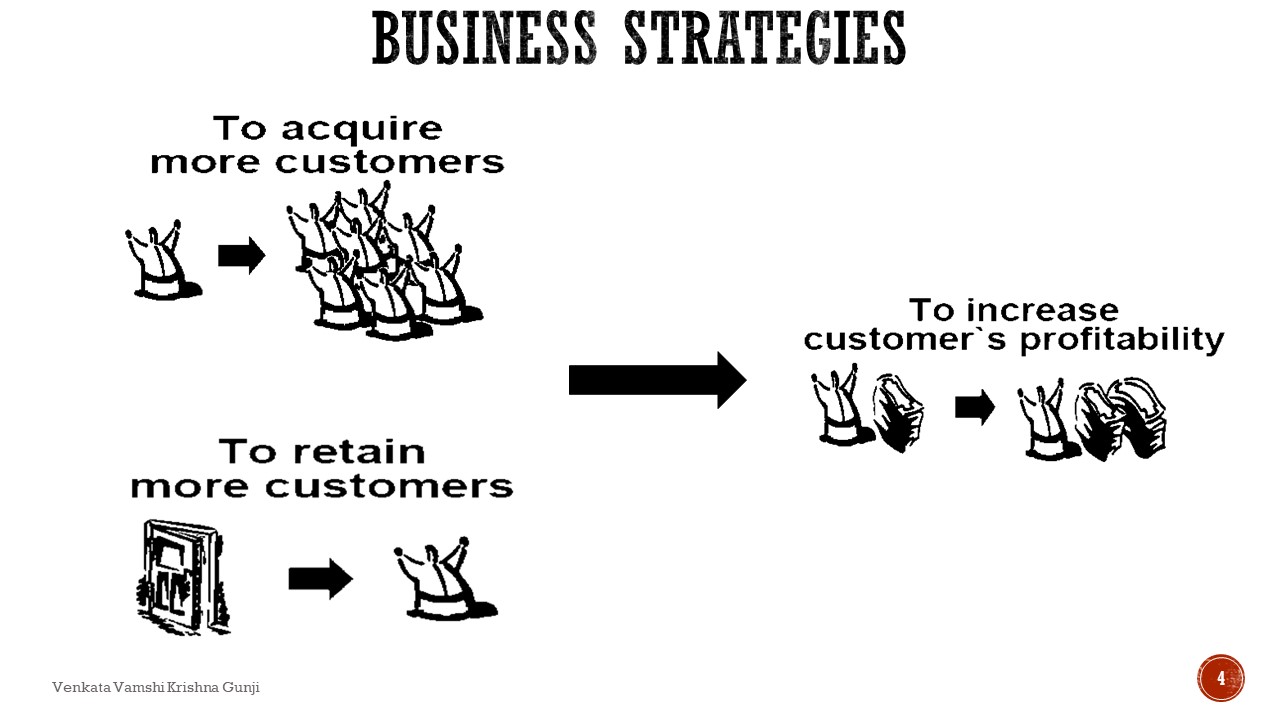 BUSINESS STRATEGIES
To acquire
more customers
To retain
more customers
To increase
customer`s profitability
Venkata Vamshi Krishna Gunji
4